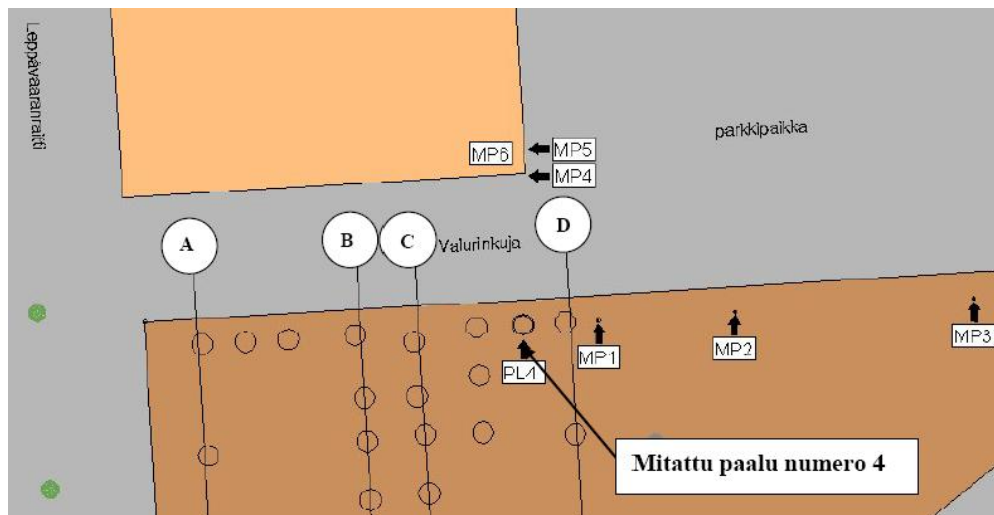 Leppävaaranraitti
parkkipaikka
MP6
MP5
MP4
A
B
C
D
Valurinkuja
MP1
MP2
MP3
PL4
Mitattu paalu numero 4